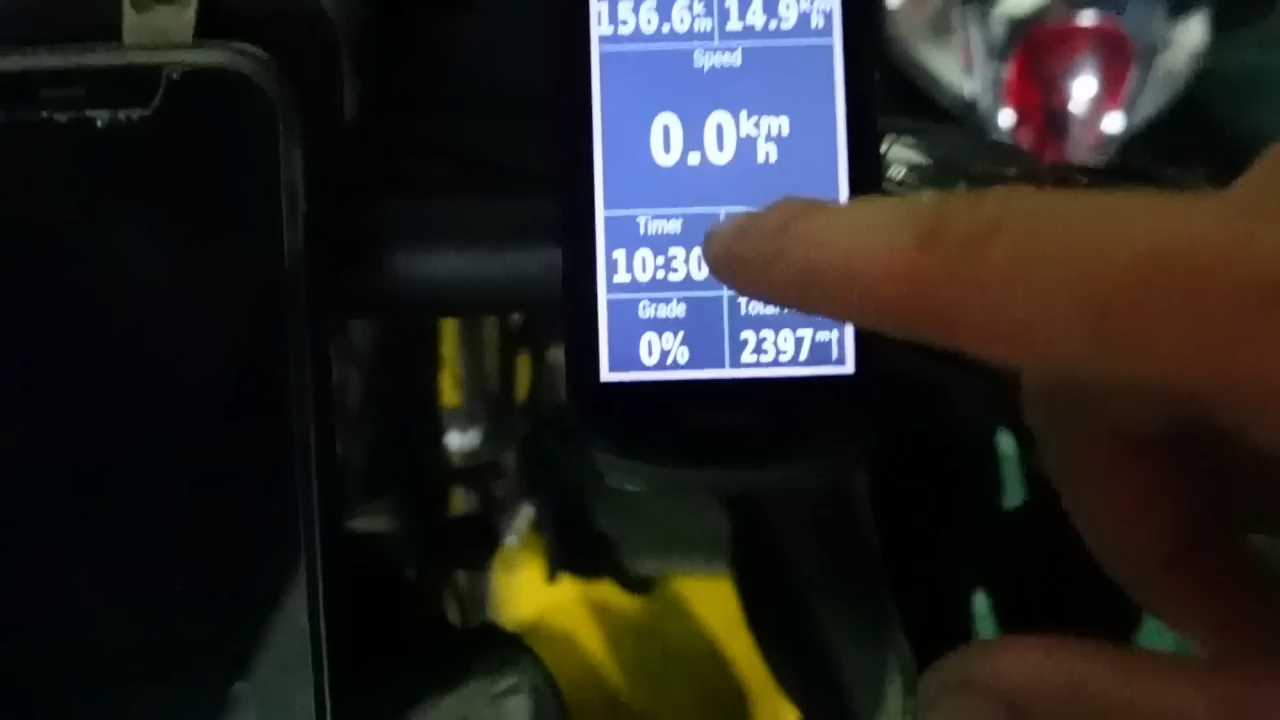 156.6 km 14.9 km/h
Speed
0.0 km/h
Timer
10:30
Grade
0% 2397 m